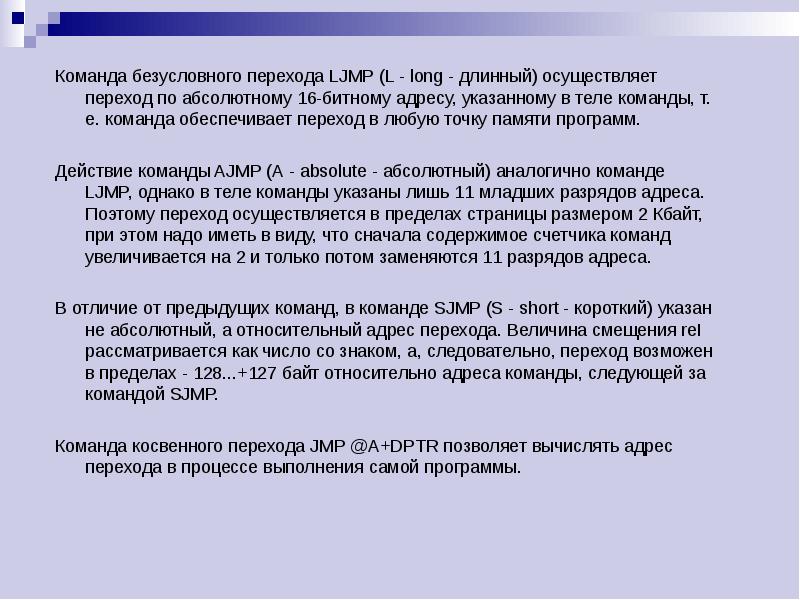 Команда безусловного перехода LJMP (L - long - длинный) осуществляет
переход по абсолютному 16-битному адресу, указанному в теле команды, т.
е. команда обеспечивает переход в любую точку памяти программ.
Действие команды AJMP (А - absolute - абсолютный) аналогично команде
LJMP, однако в теле команды указаны лишь 11 младших разрядов адреса.
Поэтому переход осуществляется в пределах страницы размером 2 Кбайт,
при этом надо иметь в виду, что сначала содержимое счетчика команд
увеличивается на 2 и только потом заменяются 11 разрядов адреса.
В отличие от предыдущих команд, в команде SJMP (S - short - короткий) указан
не абсолютный, а относительный адрес перехода. Величина смещения rel
рассматривается как число со знаком, а, следовательно, переход возможен
в пределах - 128...+127 байт относительно адреса команды, следующей за
командой SJMP.
Команда косвенного перехода JMP @A+DPTR позволяет вычислять адрес
перехода в процессе выполнения самой программы.